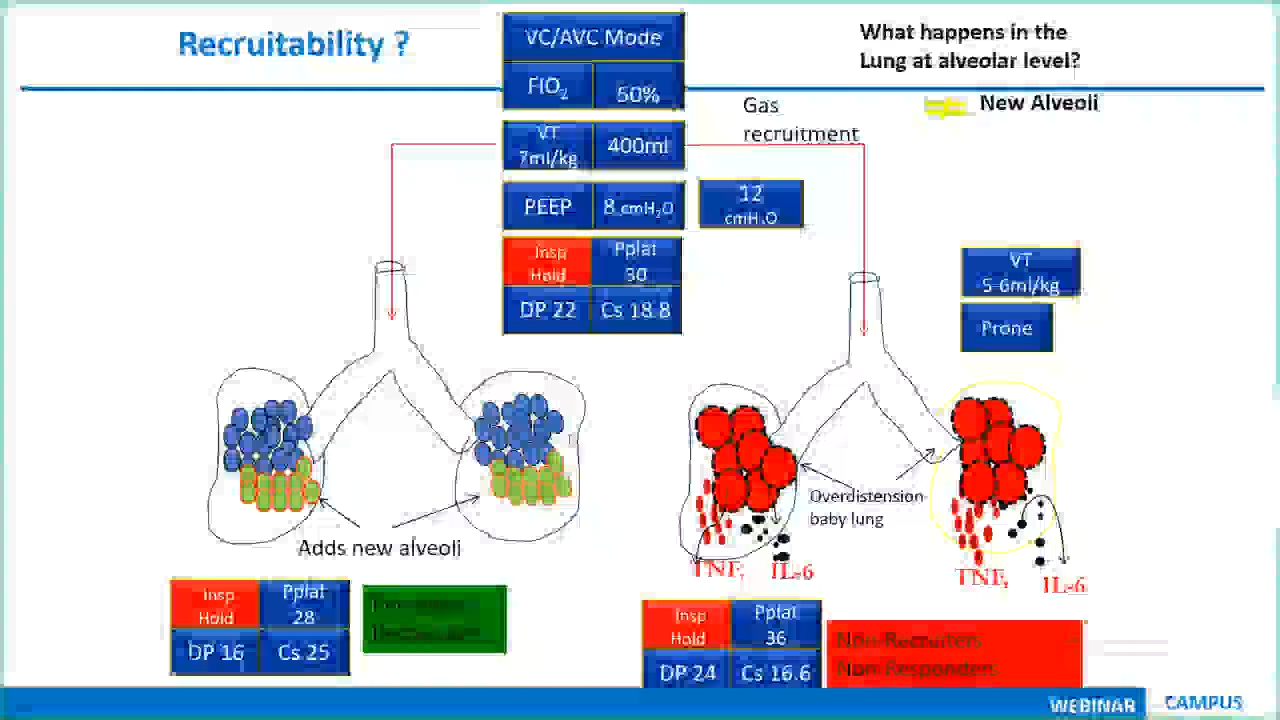 Recruitability ?
VC/AVC Mode
FIO2
50%
What happens in the
Lung at alveolar level?
New Alveoli
Gas
recruitment
VT
7ml/kg
400ml
PEEP
8 cmH2O
12
cmH2O
Insp
Hold
Pplat
30
DP 22
Cs 18.8
VT
5-6ml/kg
Prone
Overdistension
baby lung
Adds new alveoli
TNF,
IL-6
TNF,
IL-6
Insp
Hold
Pplat
28
DP 16
Cs 25
Insp
Hold
Pplat
36
DP 24
Cs 16.6
Non-Recruiters
Non-Responders
WEBINAR
CAMPUS